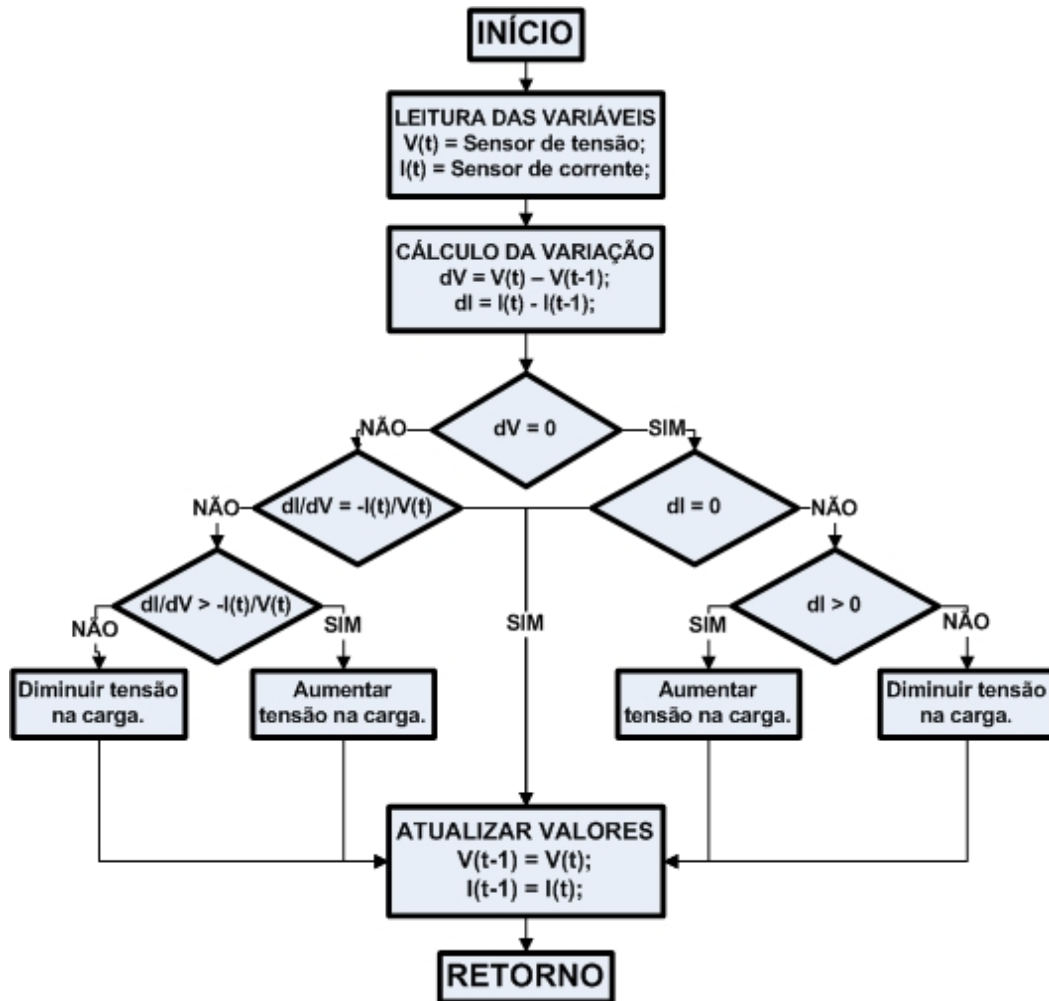 INÍCIO
LEITURA DAS VARIÁVEIS
V(t) = Sensor de tensão;
I(t) = Sensor de corrente;
CÁLCULO DA VARIAÇÃO
dV = V(t) – V(t-1);
dI = I(t) - I(t-1);
dV = 0
NÃO
SIM
dI/dV = -I(t)/V(t)
dI = 0
NÃO
NÃO
dI/dV > -I(t)/V(t)
dI > 0
NÃO
SIM
SIM
SIM
NÃO
Diminuir tensão
na carga.
Aumentar
tensão na carga.
Aumentar
tensão na carga.
Diminuir tensão
na carga.
ATUALIZAR VALORES
V(t-1) = V(t);
I(t-1) = I(t);
RETORNO